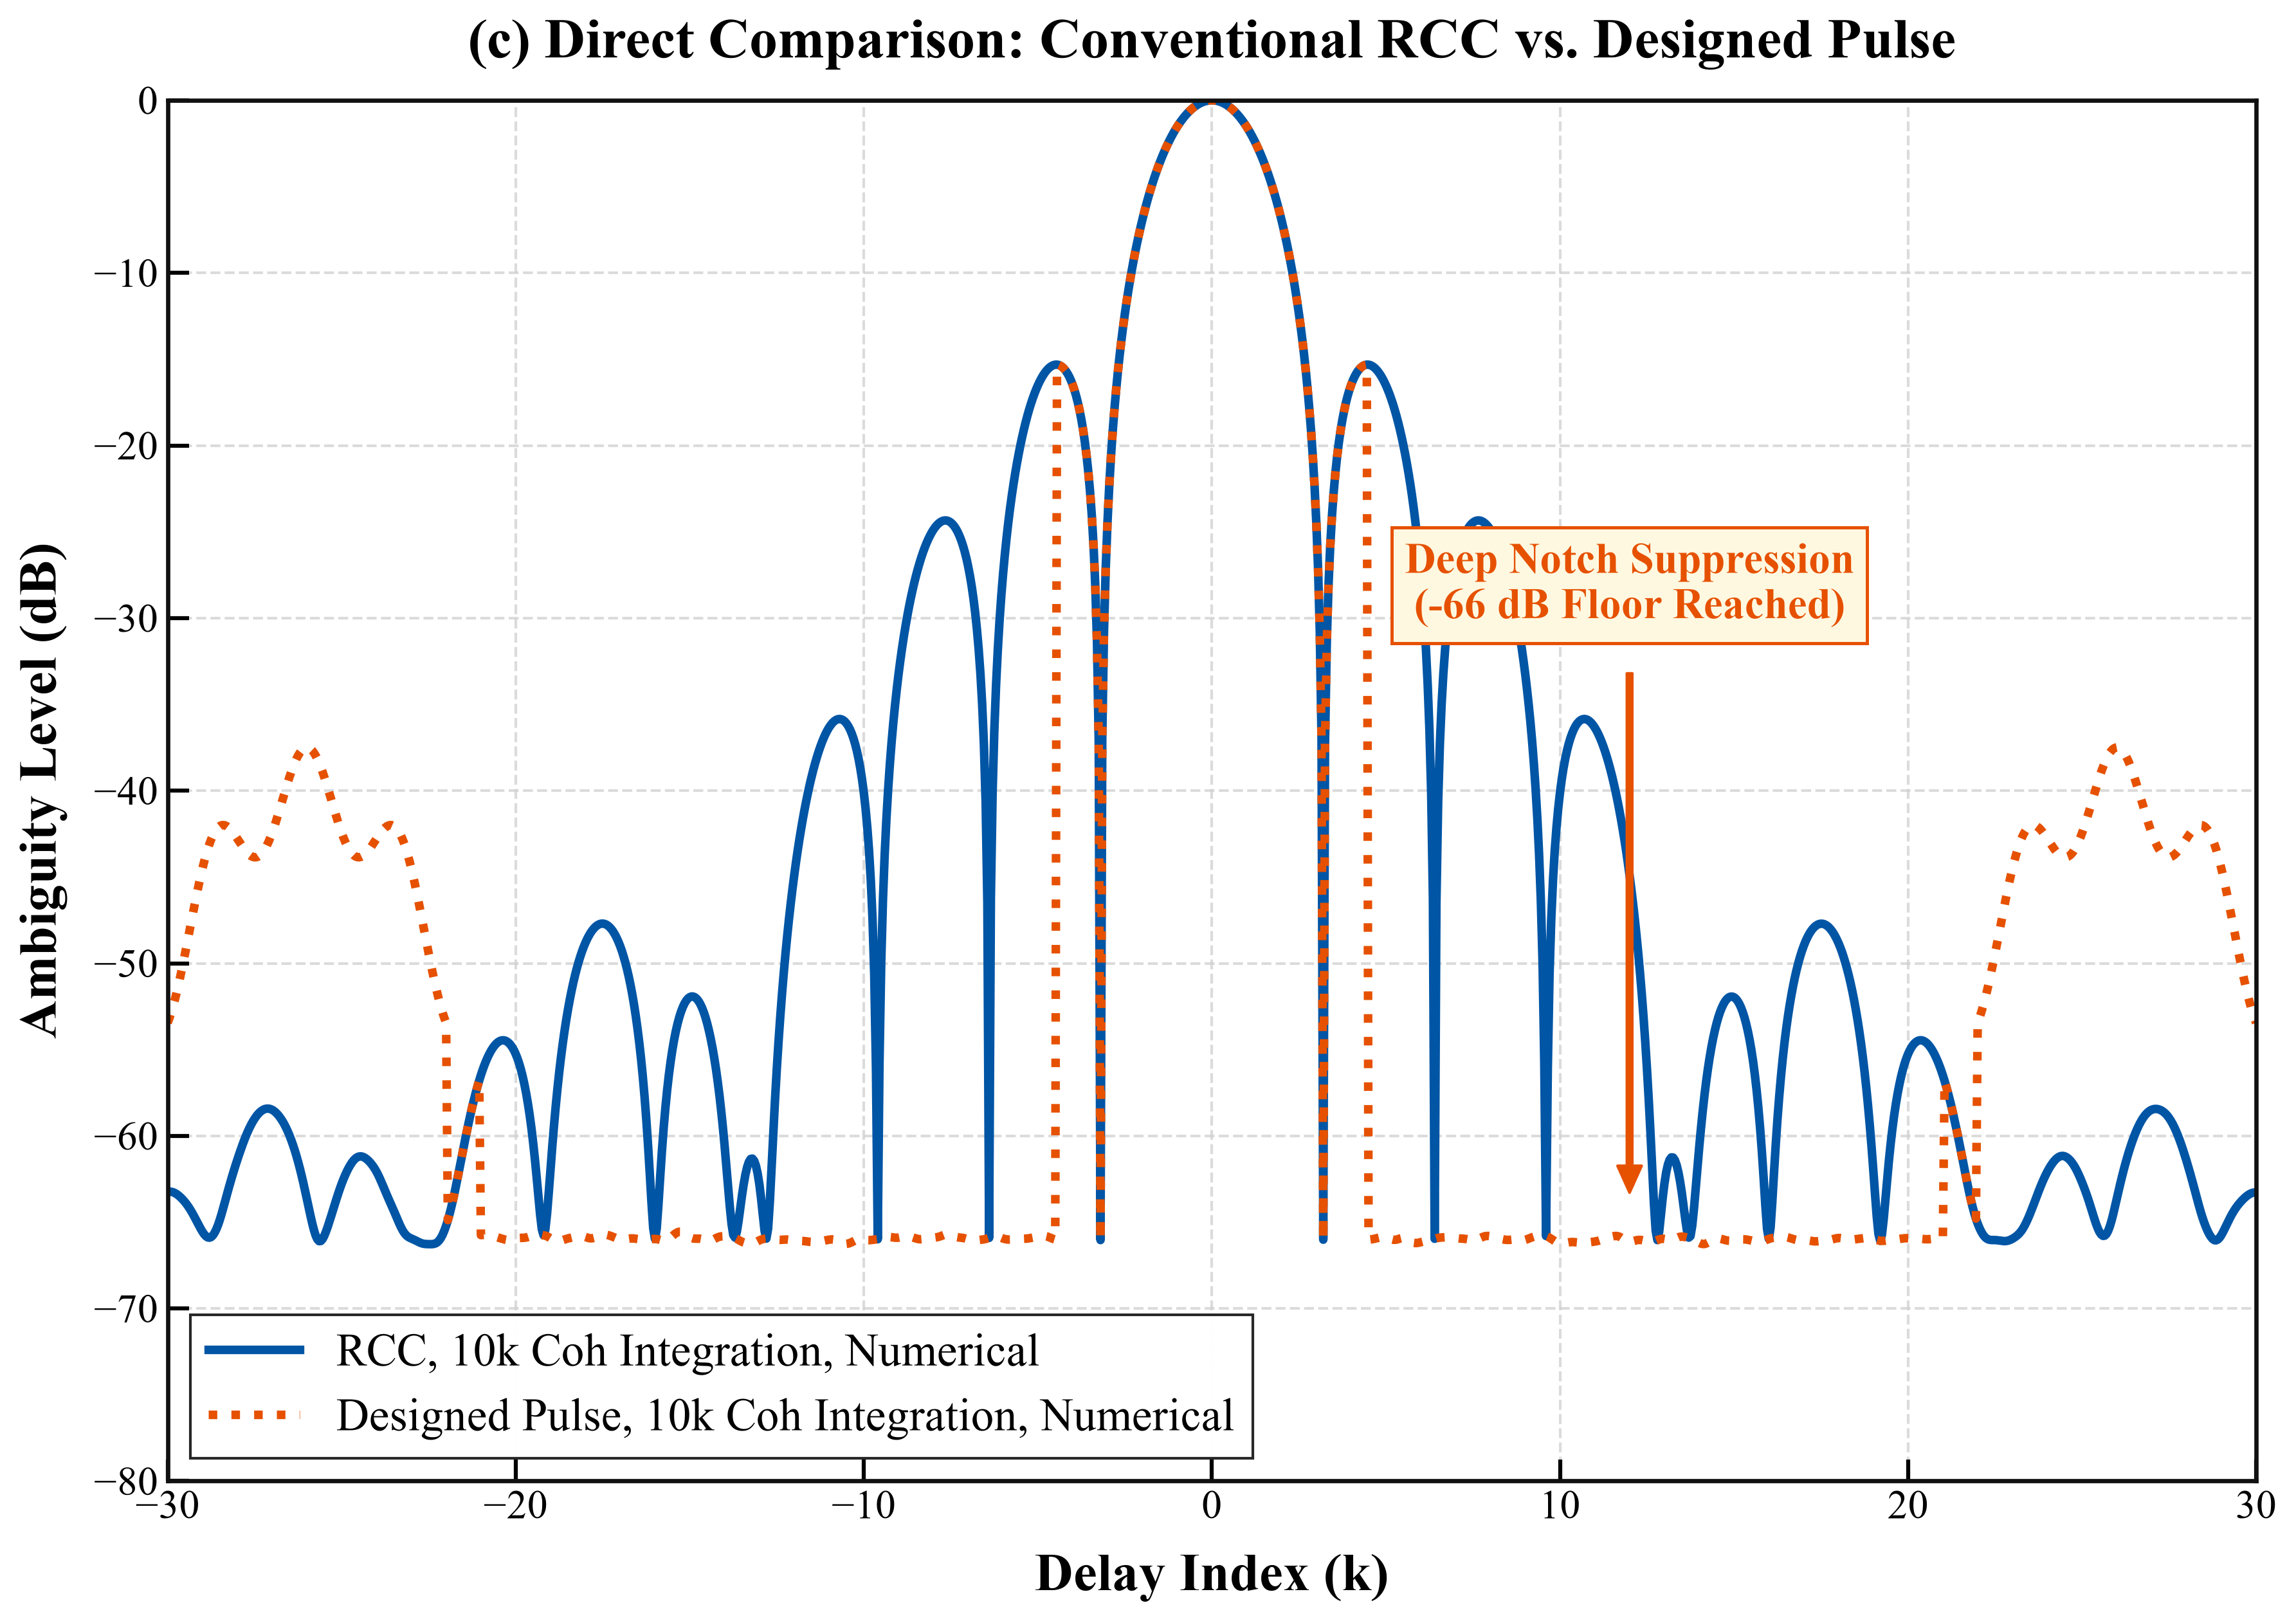 (c) Direct Comparison: Conventional RCC vs. Designed Pulse
Ambiguity Level (dB)
0
−10
−20
−30
−40
−50
−60
−70
−80
Deep Notch Suppression
(-66 dB Floor Reached)
RCC, 10k Coh Integration, Numerical
Designed Pulse, 10k Coh Integration, Numerical
−30 −20 −10 0 10 20 30
Delay Index (k)